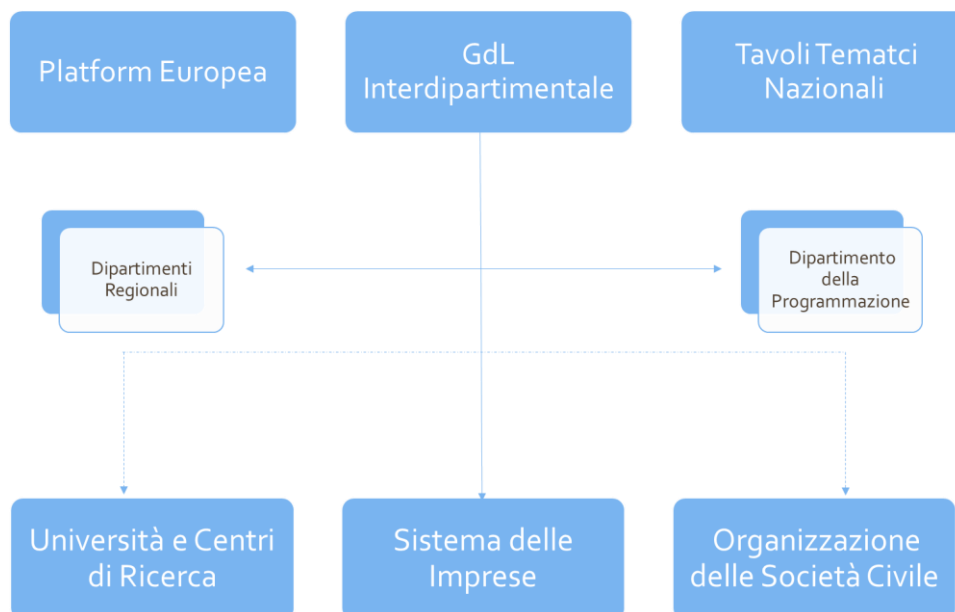 Platform Europea
GdL
Interdipartimentale
Tavoli Tematci
Nazionali
Dipartimenti
Regionali
Dipartimento
della
Programmazione
Università e Centri
di Ricerca
Sistema delle
Imprese
Organizzazione
delle Società Civile